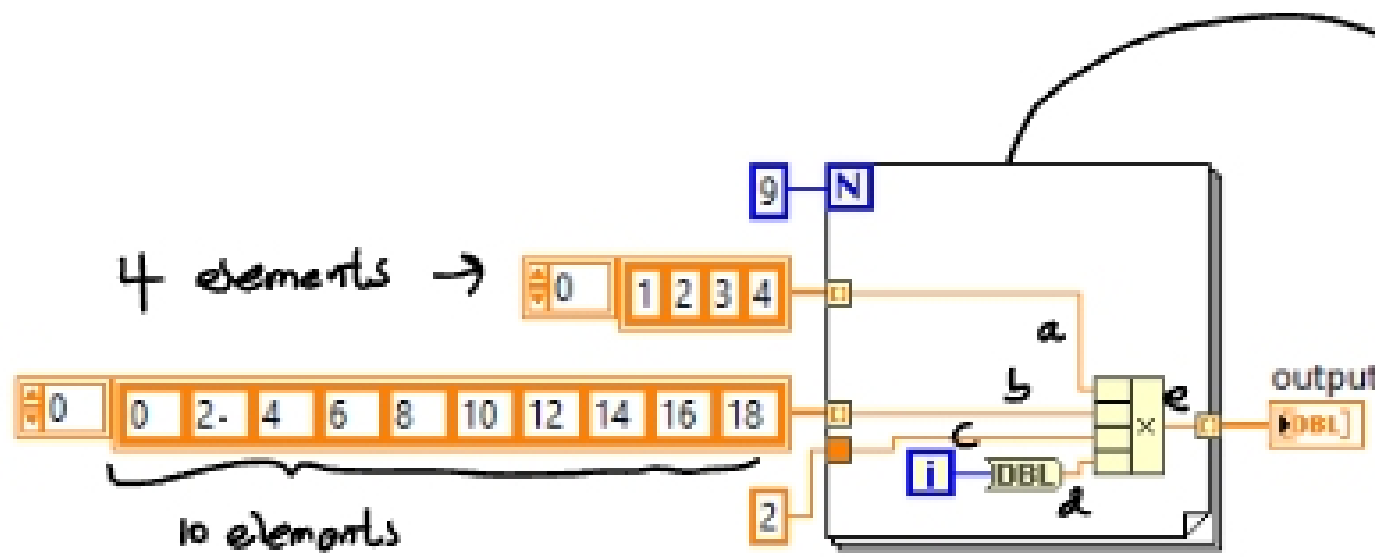 9 N
4 elements → 0 1 2 3 4
a
0 0 2- 4 6 8 10 12 14 16 18 b e output
× DBL
c
i DBL
d
2
10 elements